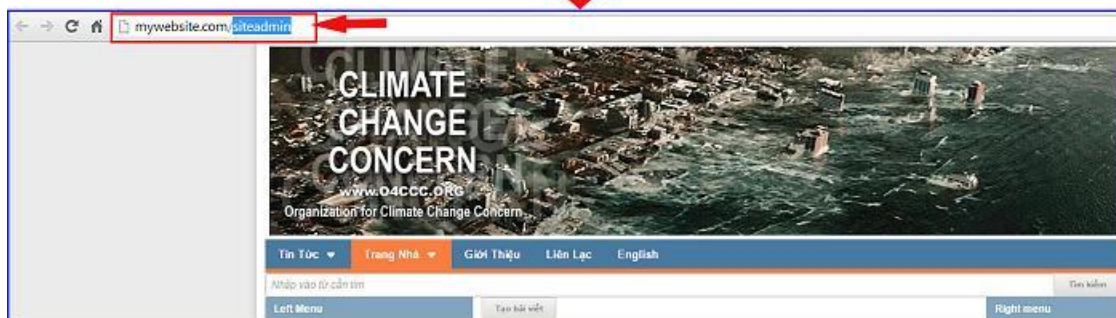 mywebsite.com/siteadmin
CLIMATE
CHANGE
CONCERN
www.O4CCC.ORG
Organization for Climate Change Concern
Tin Tức Trang Nhà Giới Thiệu Liên Lạc English
Nhập vào từ cần tìm Tìm kiếm
Left Menu Tạo bài viết Right menu